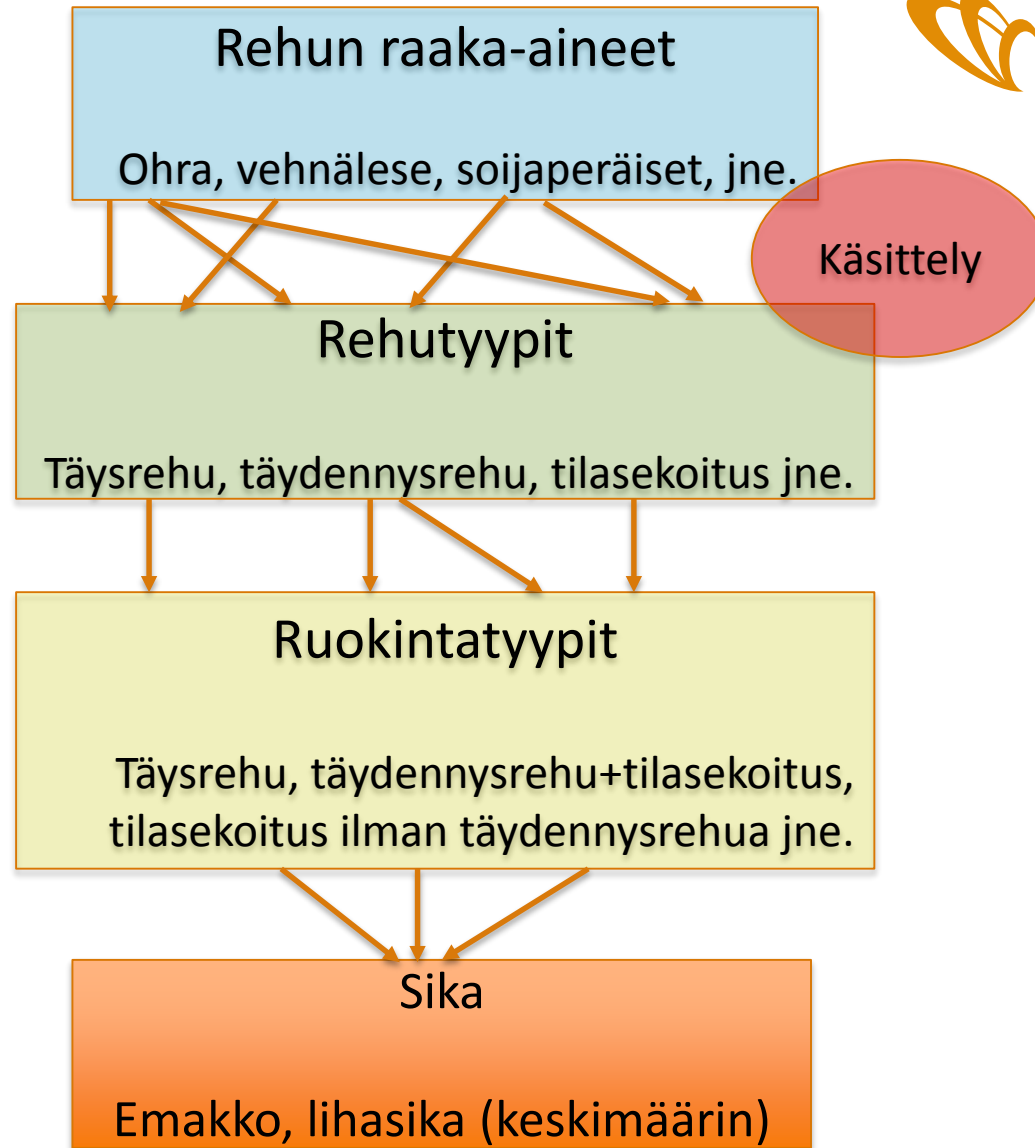 Rehun raaka-aineet
Ohra, vehnälese, soijaperäiset, jne.
Käsittely
Rehutyypit
Täysrehu, täydennysrehu, tilasekoitus jne.
Ruokintatyypit
Täysrehu, täydennysrehu+tilasekoitus,
tilasekoitus ilman täydennysrehua jne.
Sika
Emakko, lihasika (keskimäärin)